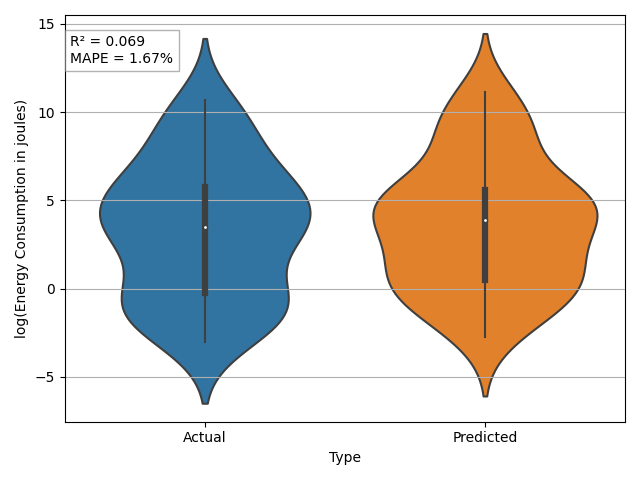 R² = 0.069
MAPE = 1.67%
log(Energy Consumption in joules)
15
10
5
0
−5
Actual
Predicted
Type